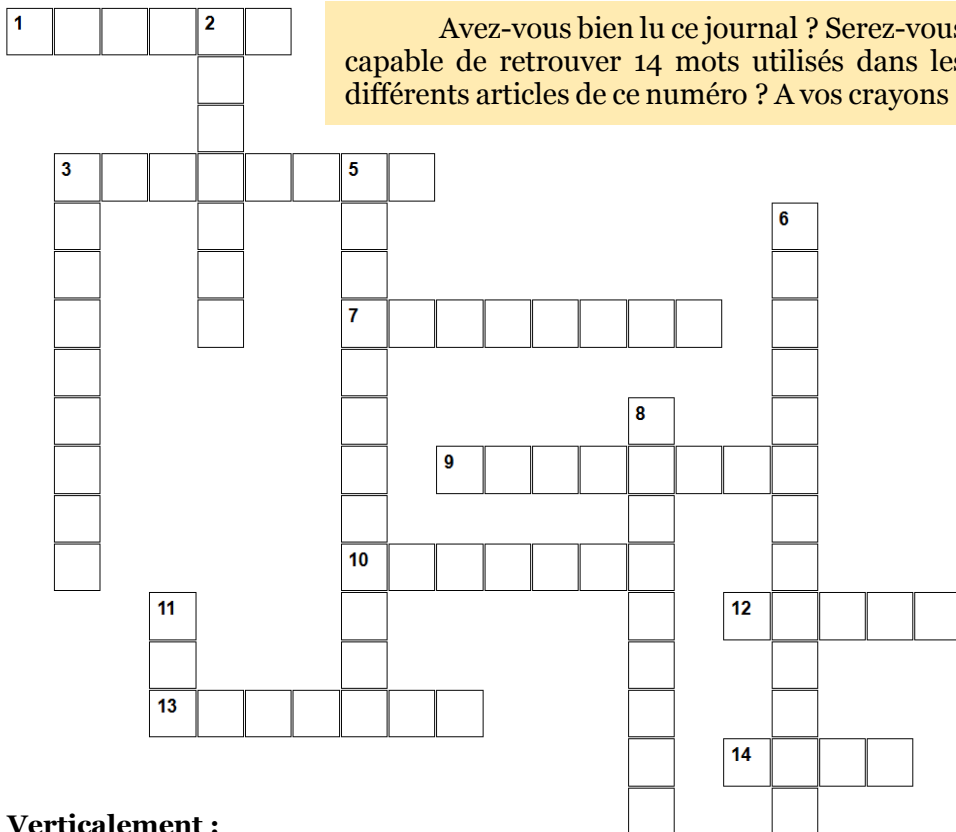 1 2
Avez-vous bien lu ce journal ? Serez-vous
capable de retrouver 14 mots utilisés dans les
différents articles de ce numéro ? A vos crayons
3 5
6
7
8
9
10
11 12
13
14
Verticalement :